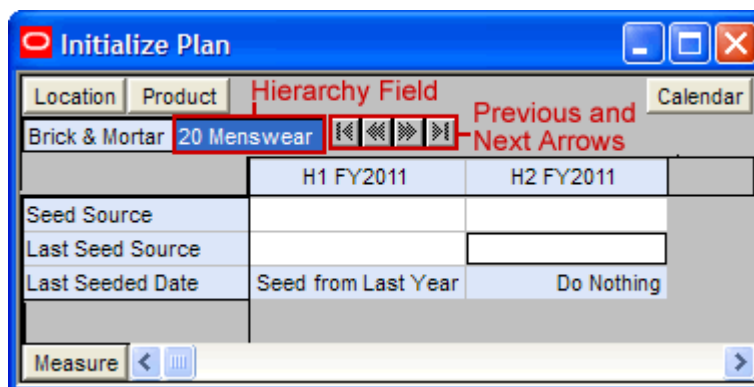 Initialize Plan
Location Product Hierarchy Field Calendar
Brick & Mortar 20 Menswear Previous and
Next Arrows
H1 FY2011 H2 FY2011
Seed Source
Last Seed Source
Last Seeded Date Seed from Last Year Do Nothing
Measure